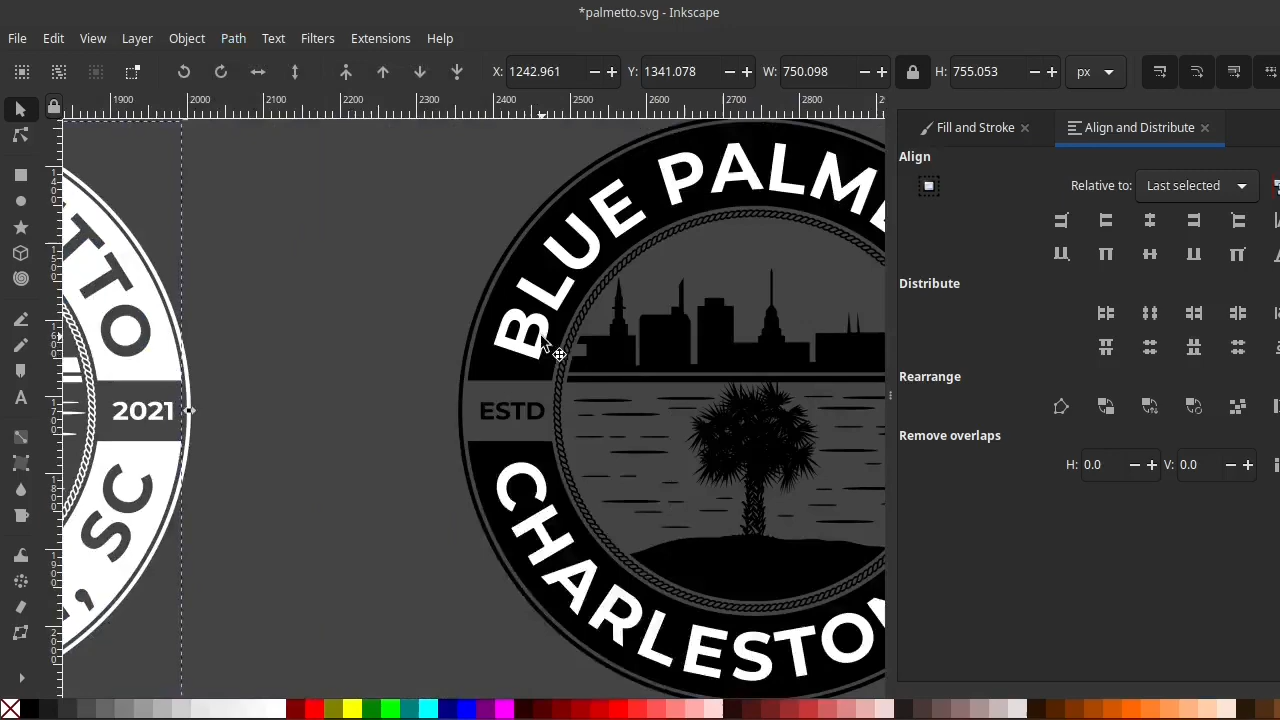 *palmetto.svg - Inkscape
File Edit View Layer Object Path Text Filters Extensions Help
X: 1242.961 Y: 1341.078 W: 750.098 H: 755.053 px
1900 2000 2100 2200 2300 2400 2500 2600 2700 2800
Fill and Stroke Align and Distribute
Align
Relative to: Last selected
Distribute
Rearrange
Remove overlaps
H: 0.0 V: 0.0
TTO
2021
, SC
BLUE PALME
ESTD
CHARLESTON